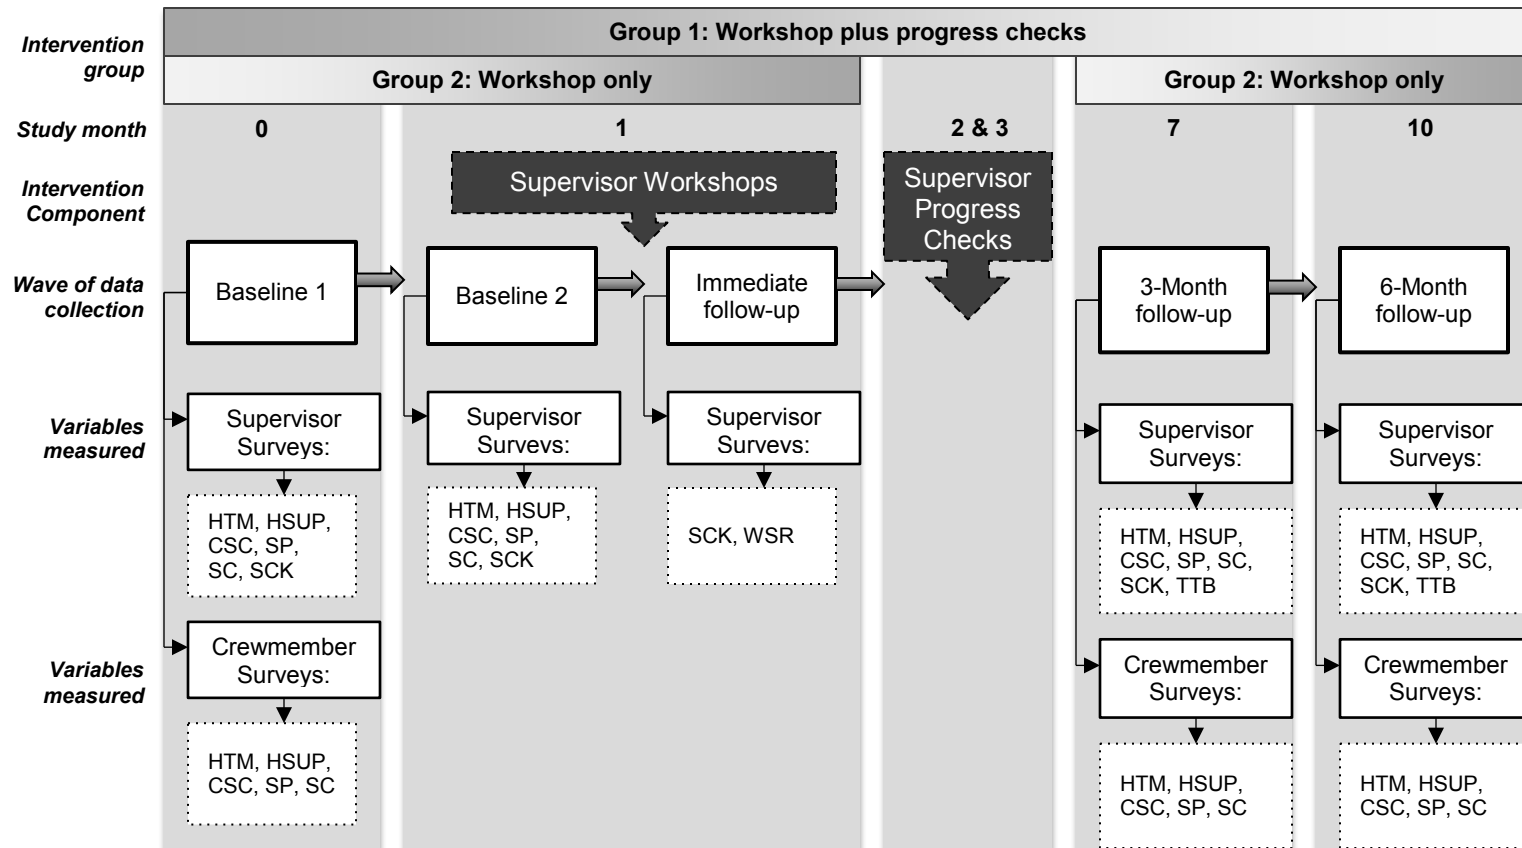 Intervention
group
Group 1: Workshop plus progress checks
Group 2: Workshop only
Group 2: Workshop only
Study month
0
1
2 & 3
7
10
Intervention
Component
Supervisor Workshops
Supervisor
Progress
Checks
Wave of data
collection
Baseline 1
Baseline 2
Immediate
follow-up
3-Month
follow-up
6-Month
follow-up
Variables
measured
Supervisor
Surveys:
Supervisor
Surveys:
Supervisor
Surveys:
Supervisor
Surveys:
Supervisor
Surveys:
HTM, HSUP,
CSC, SP,
SC, SCK
HTM, HSUP,
CSC, SP,
SC, SCK
SCK, WSR
HTM, HSUP,
CSC, SP, SC,
SCK, TTB
HTM, HSUP,
CSC, SP, SC,
SCK, TTB
Variables
measured
Crewmember
Surveys:
Crewmember
Surveys:
Crewmember
Surveys:
HTM, HSUP,
CSC, SP, SC
HTM, HSUP,
CSC, SP, SC
HTM, HSUP,
CSC, SP, SC